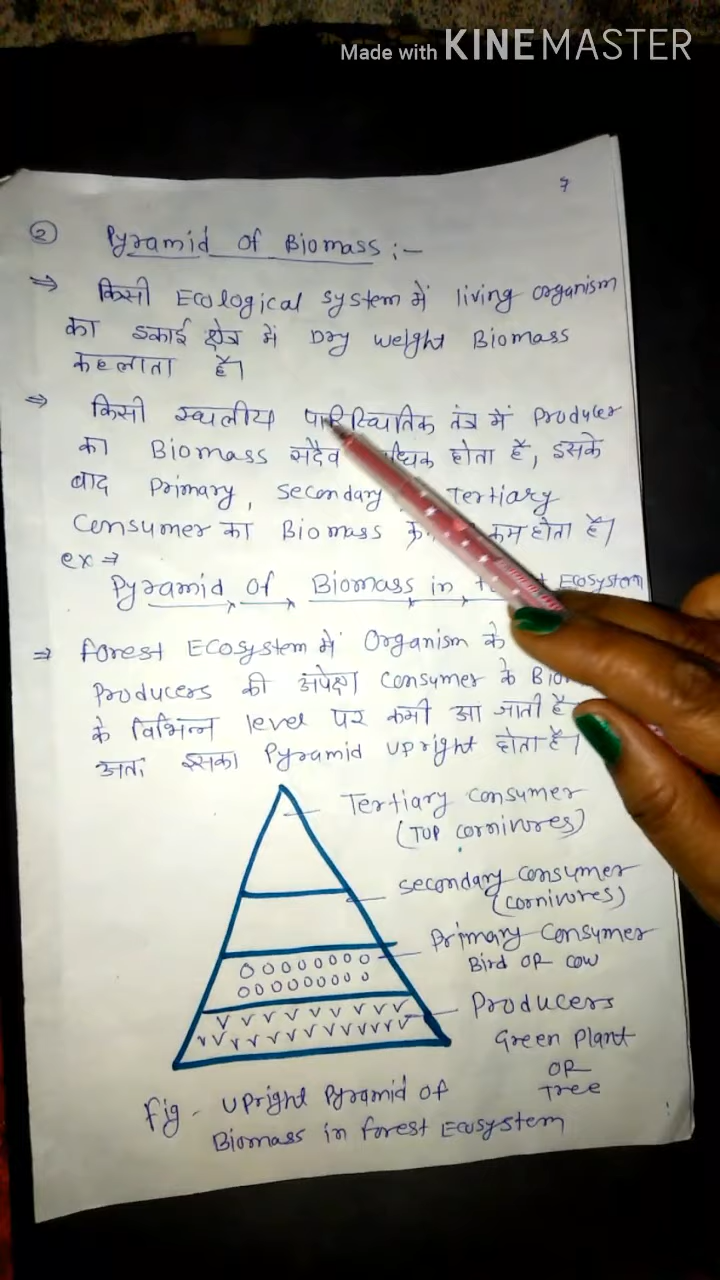 Made with KINEMASTER
7
② Pyramid of Biomass :-
⇒ किसी Ecological system में living organism
का इकाई क्षेत्र में Dry weight Biomass
कहलाता है।
⇒ किसी स्थलीय पारिस्थितिक तंत्र में Producer
का Biomass सदैव होता है, इसके
बाद Primary, Secondary Tertiary
Consumer का Biomass कम होता है।
ex ⇒
Pyramid of Biomass in Ecosystem
⇒ forest Ecosystem में Organism के
Producers की अपेक्षा Consumer के
के विभिन्न level पर कमी आ जाती है
अतः इसका Pyramid upright होता है।
Tertiary consumer
(TOP cornivores)
Secondary consumer
(cornivores)
Primary Consumer
Bird OR cow
Producers
Green Plant
OR
Tree
Fig - Upright Pyramid of
Biomass in forest Ecosystem